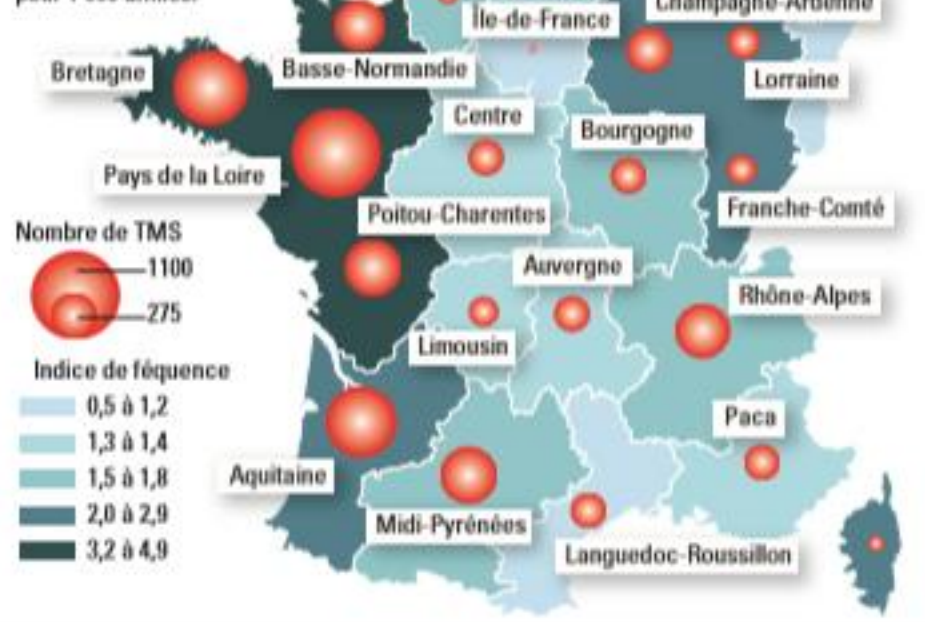 Île-de-France
Champagne-Ardenne
Bretagne
Basse-Normandie
Lorraine
Centre
Bourgogne
Pays de la Loire
Poitou-Charentes
Franche-Comté
Nombre de TMS
1100
275
Auvergne
Rhône-Alpes
Limousin
Indice de féquence
0,5 à 1,2
1,3 à 1,4
1,5 à 1,8
2,0 à 2,9
3,2 à 4,9
Paca
Aquitaine
Midi-Pyrénées
Languedoc-Roussillon